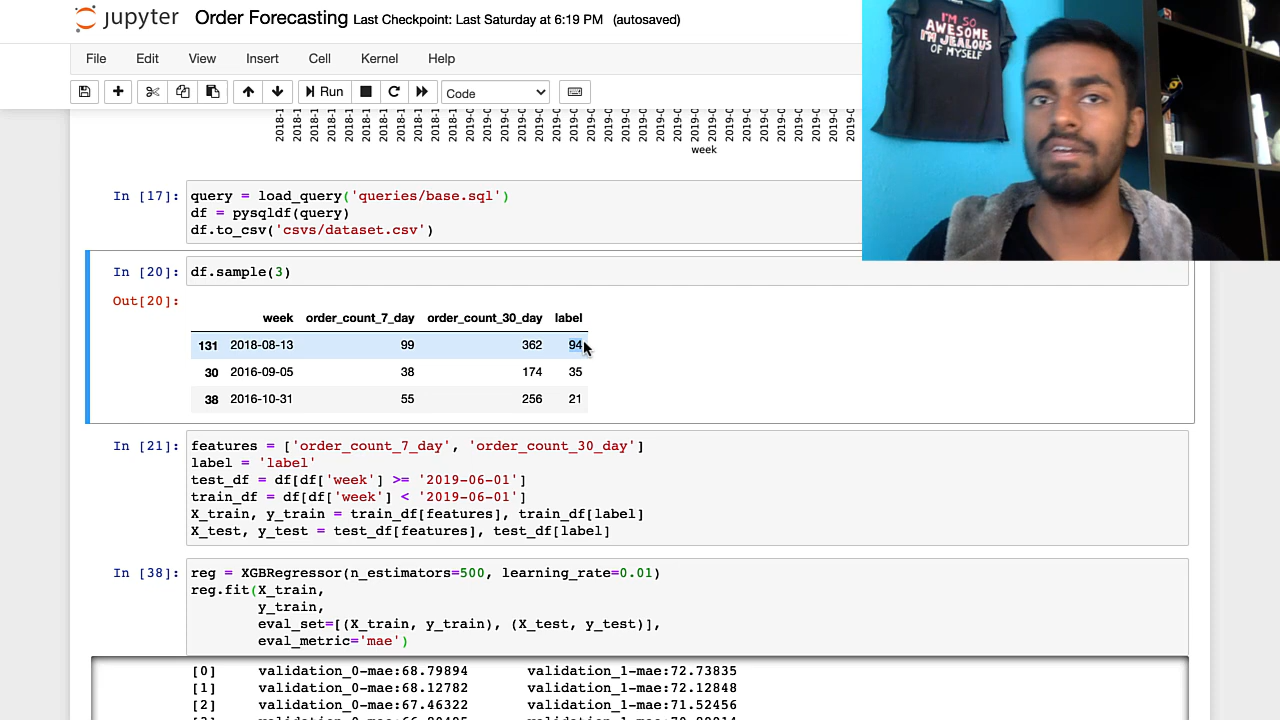 jupyter Order Forecasting Last Checkpoint: Last Saturday at 6:19 PM (autosaved)
I'M SO
AWESOME
I'M JEALOUS
OF MYSELF
File Edit View Insert Cell Kernel Help
Run Code
week
In [17]: query = load_query('queries/base.sql')
df = pysqldf(query)
df.to_csv('csvs/dataset.csv')
In [20]: df.sample(3)
Out[20]:
week order_count_7_day order_count_30_day label
131 2018-08-13 99 362 94
30 2016-09-05 38 174 35
38 2016-10-31 55 256 21
In [21]: features = ['order_count_7_day', 'order_count_30_day']
label = 'label'
test_df = df[df['week'] >= '2019-06-01']
train_df = df[df['week'] < '2019-06-01']
X_train, y_train = train_df[features], train_df[label]
X_test, y_test = test_df[features], test_df[label]
In [38]: reg = XGBRegressor(n_estimators=500, learning_rate=0.01)
reg.fit(X_train,
y_train,
eval_set=[(X_train, y_train), (X_test, y_test)],
eval_metric='mae')
[0] validation_0-mae:68.79894 validation_1-mae:72.73835
[1] validation_0-mae:68.12782 validation_1-mae:72.12848
[2] validation_0-mae:67.46322 validation_1-mae:71.52456